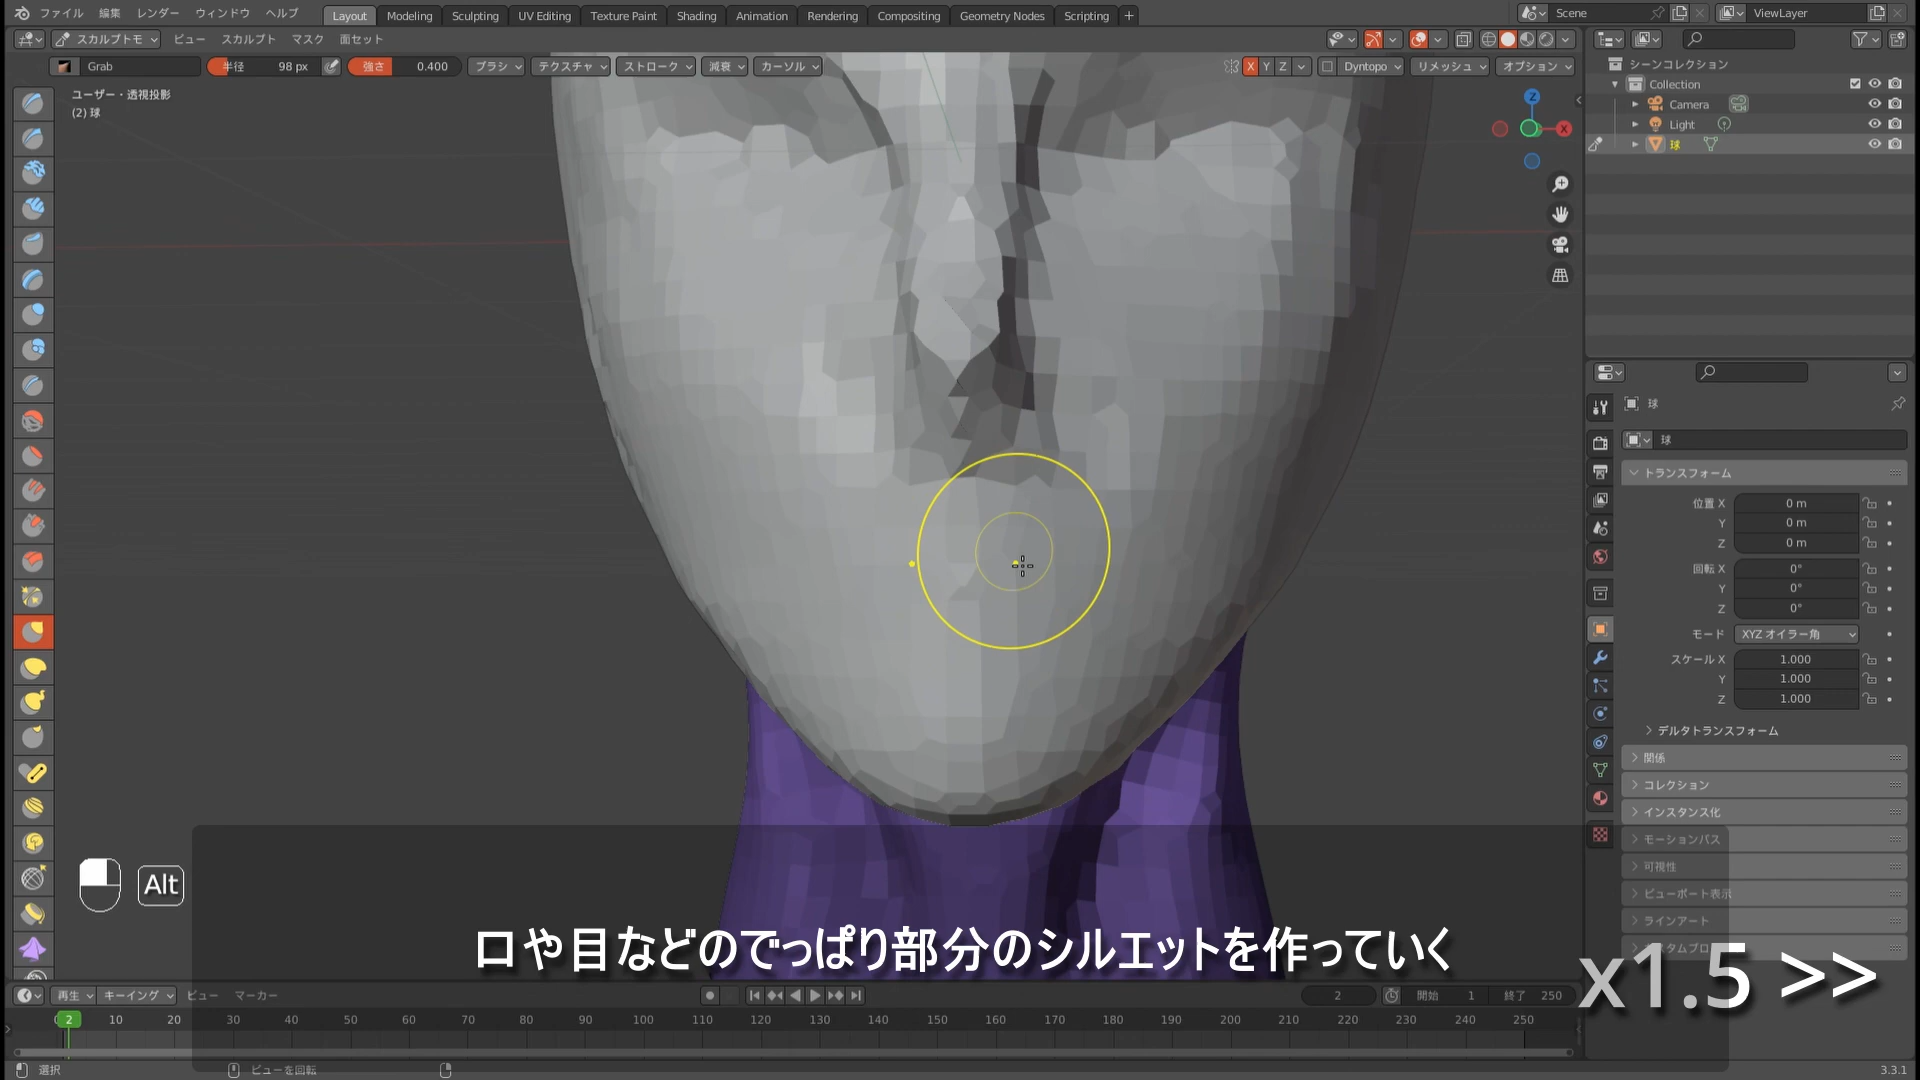 ファイル 編集 レンダー ウィンドウ ヘルプ Layout Modeling Sculpting UV Editing Texture Paint Shading Animation Rendering Compositing Geometry Nodes Scripting + Scene ViewLayer
スカルプトモ ビュー スカルプト マスク 面セット
Grab 半径 98 px 強さ 0.400 ブラシ テクスチャ ストローク 減衰 カーソル X Y Z Dyntopo リメッシュ オプション
ユーザー・透視投影
(2) 球
Z
X
シーンコレクション
Collection
Camera
Light
球
球
球
トランスフォーム
位置 X 0 m
Y 0 m
Z 0 m
回転 X 0°
Y 0°
Z 0°
モード XYZ オイラー角
スケール X 1.000
Y 1.000
Z 1.000
デルタトランスフォーム
関係
コレクション
インスタンス化
モーションパス
可視性
ビューポート表示
ラインアート
Alt
口や目などのでっぱり部分のシルエットを作っていく
x1.5 >>
再生 キーイング ビュー マーカー 2 開始 1 終了 250
2 10 20 30 40 50 60 70 80 90 100 110 120 130 140 150 160 170 180 190 200 210 220 230 240 250
選択 ビューを回転 3.3.1